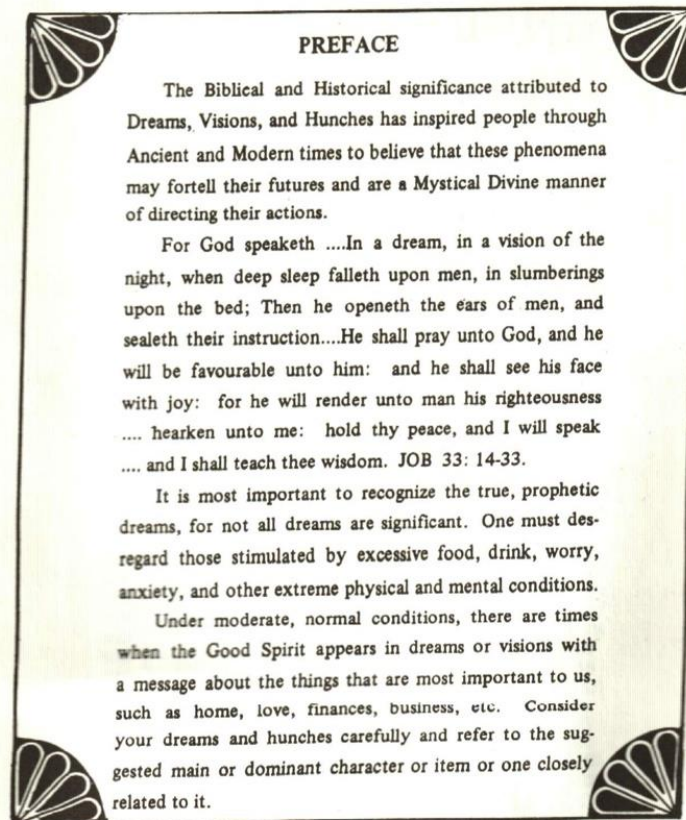 PREFACE
The Biblical and Historical significance attributed to
Dreams, Visions, and Hunches has inspired people through
Ancient and Modern times to believe that these phenomena
may fortell their futures and are a Mystical Divine manner
of directing their actions.
For God speaketh ....In a dream, in a vision of the
night, when deep sleep falleth upon men, in slumberings
upon the bed; Then he openeth the ears of men, and
sealeth their instruction....He shall pray unto God, and he
will be favourable unto him: and he shall see his face
with joy: for he will render unto man his righteousness
.... hearken unto me: hold thy peace, and I will speak
.... and I shall teach thee wisdom. JOB 33: 14-33.
It is most important to recognize the true, prophetic
dreams, for not all dreams are significant. One must des-
regard those stimulated by excessive food, drink, worry,
anxiety, and other extreme physical and mental conditions.
Under moderate, normal conditions, there are times
when the Good Spirit appears in dreams or visions with
a message about the things that are most important to us,
such as home, love, finances, business, etc. Consider
your dreams and hunches carefully and refer to the sug-
gested main or dominant character or item or one closely
related to it.